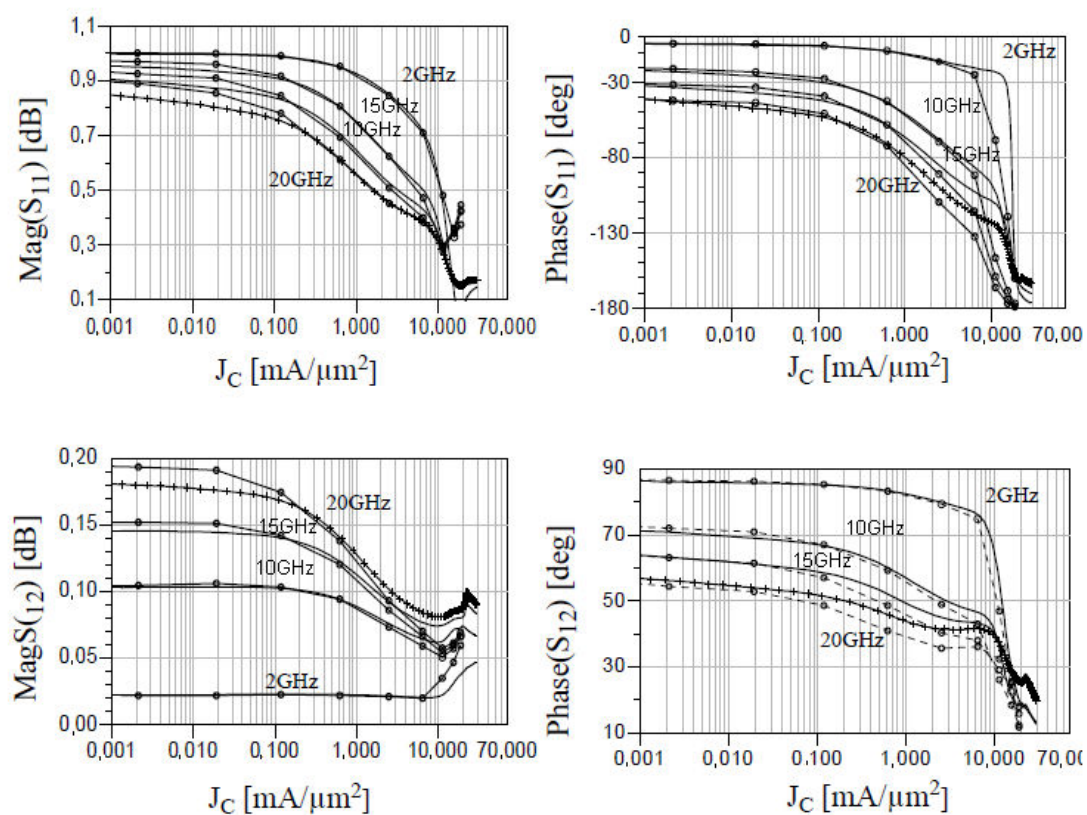 Mag(S11) [dB]
1,1
0,9
0,7
0,5
0,3
0,1
2GHz
15GHz
10GHz
20GHz
0,001 0,010 0,100 1,000 10,000 70,000
JC [mA/µm²]
Phase(S11) [deg]
0
-30
-80
-130
-180
10GHz
15GHz
20GHz
2GHz
0,001 0,010 0,100 1,000 10,000 70,000
JC [mA/µm²]
MagS(12) [dB]
0,20
0,15
0,10
0,05
0,00
20GHz
15GHz
10GHz
2GHz
0,001 0,010 0,100 1,000 10,000 70,000
JC [mA/µm²]
Phase(S12) [deg]
90
70
50
30
10
2GHz
10GHz
15GHz
20GHz
0,001 0,010 0,100 1,000 10,000 70,00
JC [mA/µm²]